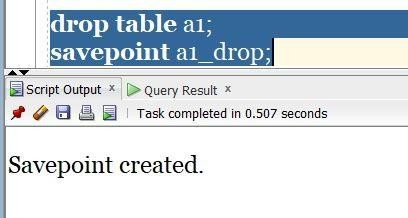 drop table a1;
savepoint a1_drop;
Script Output x Query Result x
Task completed in 0.507 seconds
Savepoint created.